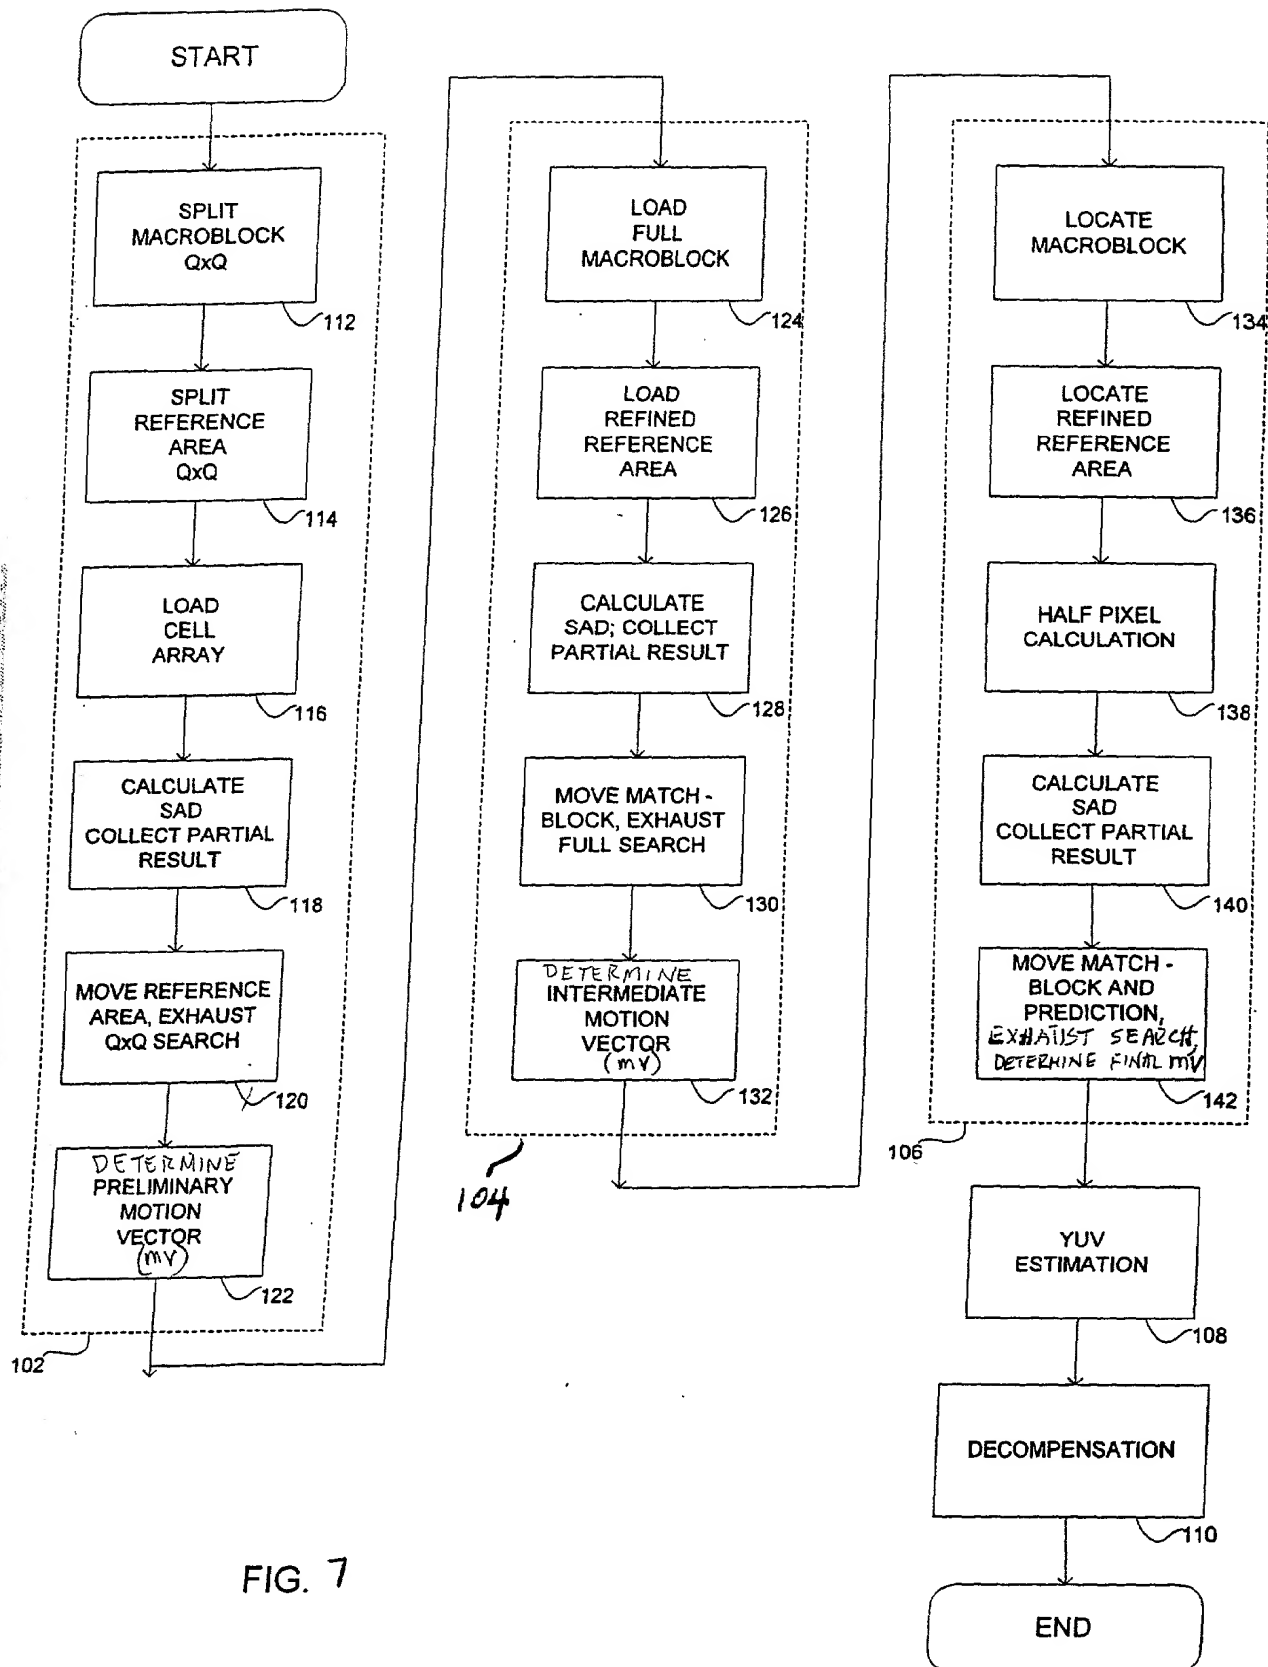 START
SPLIT
MACROBLOCK
QxQ
112
SPLIT
REFERENCE
AREA
QxQ
114
LOAD
CELL
ARRAY
116
CALCULATE
SAD
COLLECT PARTIAL
RESULT
118
MOVE REFERENCE
AREA, EXHAUST
QxQ SEARCH
120
DETERMINE
PRELIMINARY
MOTION
VECTOR
(mv)
122
102
LOAD
FULL
MACROBLOCK
124
LOAD
REFINED
REFERENCE
AREA
126
CALCULATE
SAD; COLLECT
PARTIAL RESULT
128
MOVE MATCH -
BLOCK, EXHAUST
FULL SEARCH
130
DETERMINE
INTERMEDIATE
MOTION
VECTOR
(mv)
132
104
LOCATE
MACROBLOCK
134
LOCATE
REFINED
REFERENCE
AREA
136
HALF PIXEL
CALCULATION
138
CALCULATE
SAD
COLLECT PARTIAL
RESULT
140
MOVE MATCH -
BLOCK AND
PREDICTION,
EXHAUST SEARCH,
DETERMINE FINAL mv
142
106
YUV
ESTIMATION
108
DECOMPENSATION
110
END
FIG. 7